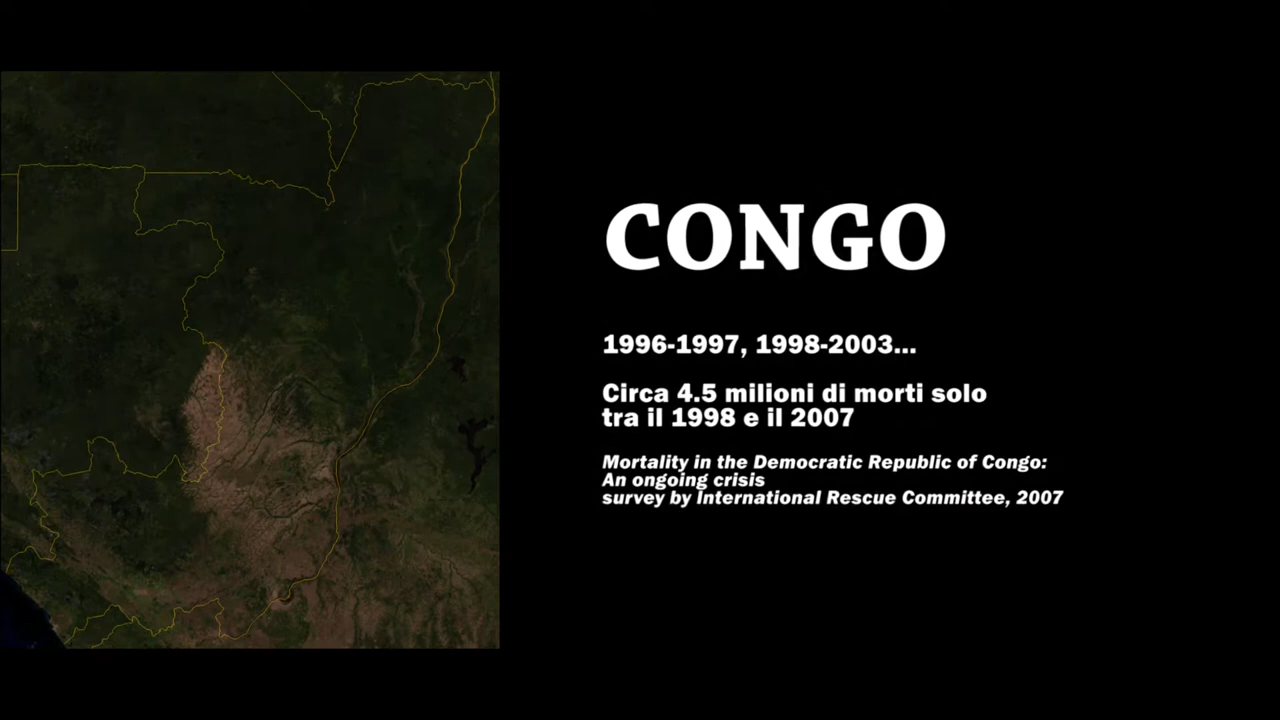 CONGO
1996-1997, 1998-2003...
Circa 4.5 milioni di morti solo
tra il 1998 e il 2007
Mortality in the Democratic Republic of Congo:
An ongoing crisis
survey by International Rescue Committee, 2007